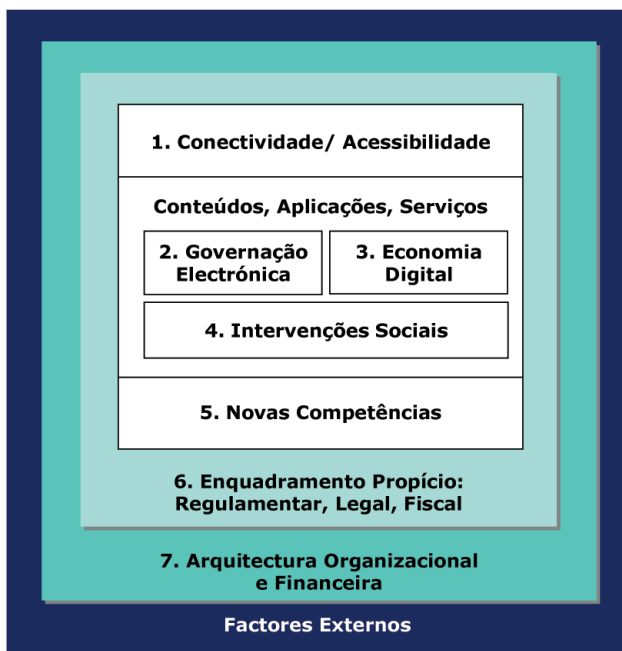 1. Conectividade/ Acessibilidade
Conteúdos, Aplicações, Serviços
2. Governação
Electrónica
3. Economia
Digital
4. Intervenções Sociais
5. Novas Competências
6. Enquadramento Propício:
Regulamentar, Legal, Fiscal
7. Arquitectura Organizacional
e Financeira
Factores Externos